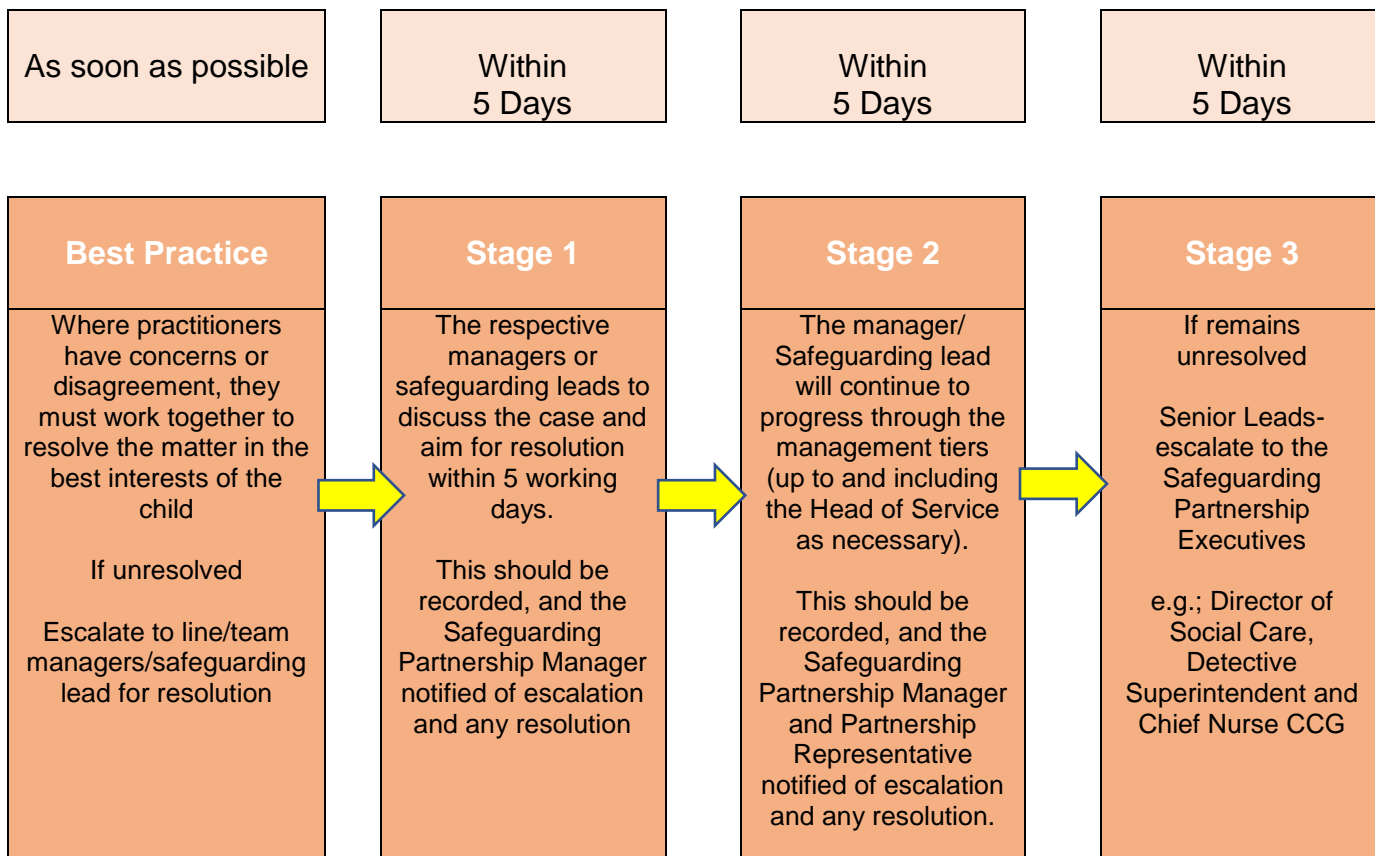 As soon as possible
Within
5 Days
Within
5 Days
Within
5 Days
Best Practice
Where practitioners
have concerns or
disagreement, they
must work together to
resolve the matter in the
best interests of the
child
If unresolved
Escalate to line/team
managers/safeguarding
lead for resolution
Stage 1
The respective
managers or
safeguarding leads to
discuss the case and
aim for resolution
within 5 working
days.
This should be
recorded, and the
Safeguarding
Partnership Manager
notified of escalation
and any resolution
Stage 2
The manager/
Safeguarding lead
will continue to
progress through the
management tiers
(up to and including
the Head of Service
as necessary).
This should be
recorded, and the
Safeguarding
Partnership Manager
and Partnership
Representative
notified of escalation
and any resolution.
Stage 3
If remains
unresolved
Senior Leads-
escalate to the
Safeguarding
Partnership
Executives
e.g.; Director of
Social Care,
Detective
Superintendent and
Chief Nurse CCG